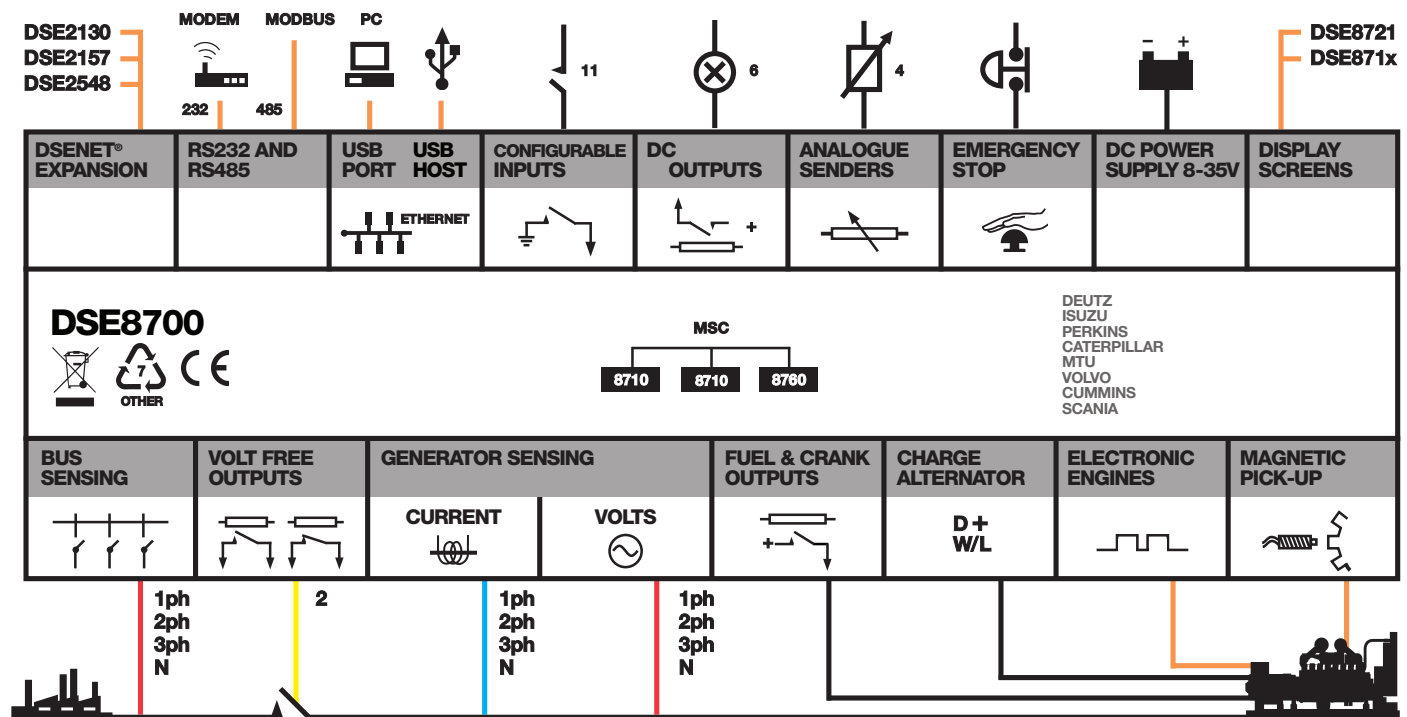 DSE2130
DSE2157
DSE2548
MODEM
MODBUS
PC
232
485
11
6
4
– +
DSE8721
DSE871x
DSENET®
EXPANSION
RS232 AND
RS485
USB
PORT
USB
HOST
CONFIGURABLE
INPUTS
DC
OUTPUTS
ANALOGUE
SENDERS
EMERGENCY
STOP
DC POWER
SUPPLY 8-35V
DISPLAY
SCREENS
ETHERNET
+
DSE8700
7
OTHER
CE
MSC
8710
8710
8760
DEUTZ
ISUZU
PERKINS
CATERPILLAR
MTU
VOLVO
CUMMINS
SCANIA
BUS
SENSING
VOLT FREE
OUTPUTS
GENERATOR SENSING
FUEL & CRANK
OUTPUTS
CHARGE
ALTERNATOR
ELECTRONIC
ENGINES
MAGNETIC
PICK-UP
CURRENT
VOLTS
+
D+
W/L
1ph
2ph
3ph
N
2
1ph
2ph
3ph
N
1ph
2ph
3ph
N